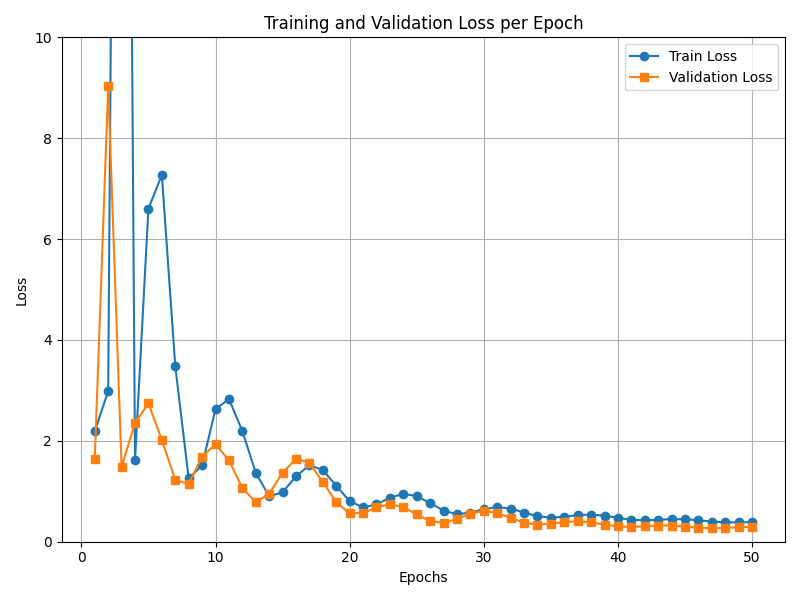 Training and Validation Loss per Epoch
10
8
6
4
2
0
Loss
Train Loss
Validation Loss
0 10 20 30 40 50
Epochs